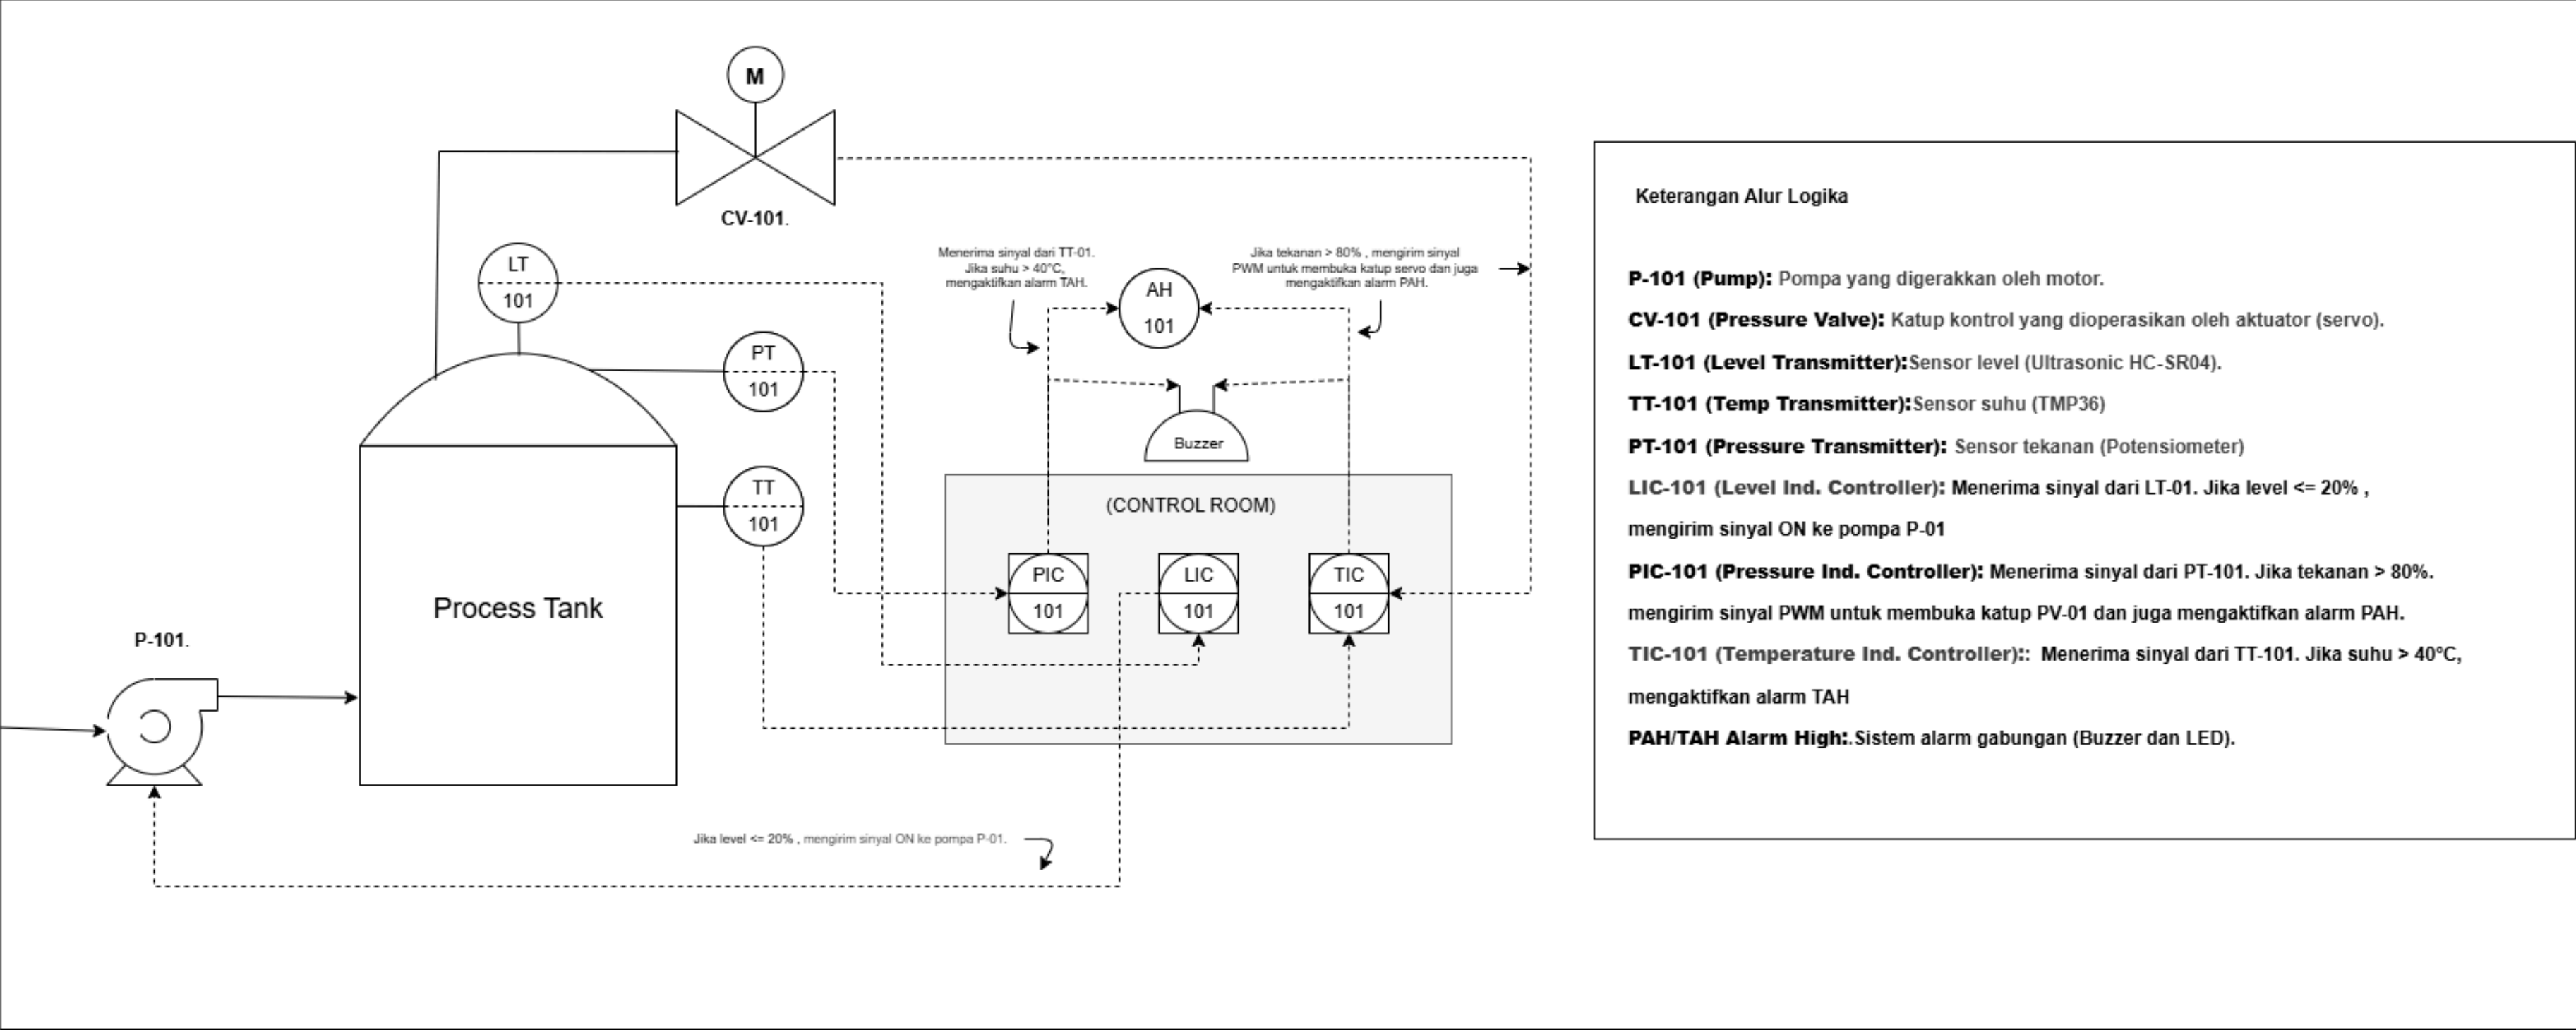 M
CV-101.
LT
101
Menerima sinyal dari TT-01.
Jika suhu > 40°C,
mengaktifkan alarm TAH.
Jika tekanan > 80% , mengirim sinyal
PWM untuk membuka katup servo dan juga
mengaktifkan alarm PAH.
AH
101
PT
101
Buzzer
TT
101
(CONTROL ROOM)
PIC
101
LIC
101
TIC
101
Process Tank
P-101.
Jika level <= 20% , mengirim sinyal ON ke pompa P-01.
Keterangan Alur Logika
P-101 (Pump): Pompa yang digerakkan oleh motor.
CV-101 (Pressure Valve): Katup kontrol yang dioperasikan oleh aktuator (servo).
LT-101 (Level Transmitter):Sensor level (Ultrasonic HC-SR04).
TT-101 (Temp Transmitter):Sensor suhu (TMP36)
PT-101 (Pressure Transmitter): Sensor tekanan (Potensiometer)
LIC-101 (Level Ind. Controller): Menerima sinyal dari LT-01. Jika level <= 20% ,
mengirim sinyal ON ke pompa P-01
PIC-101 (Pressure Ind. Controller): Menerima sinyal dari PT-101. Jika tekanan > 80%.
mengirim sinyal PWM untuk membuka katup PV-01 dan juga mengaktifkan alarm PAH.
TIC-101 (Temperature Ind. Controller):: Menerima sinyal dari TT-101. Jika suhu > 40°C,
mengaktifkan alarm TAH
PAH/TAH Alarm High:.Sistem alarm gabungan (Buzzer dan LED).